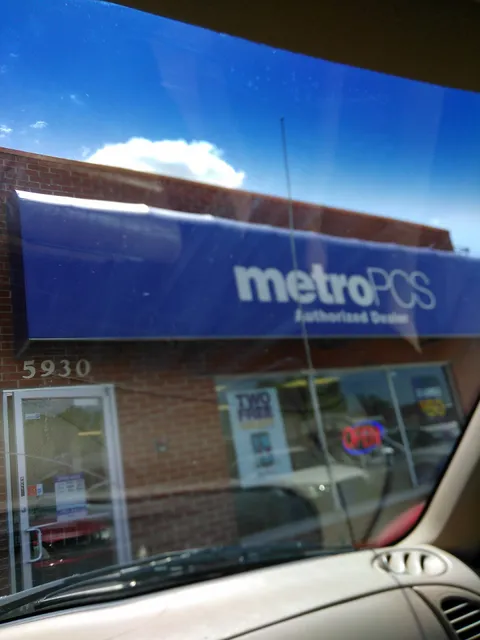 metroPCS
Authorized Dealer
5930
TWO
FREE
OPEN